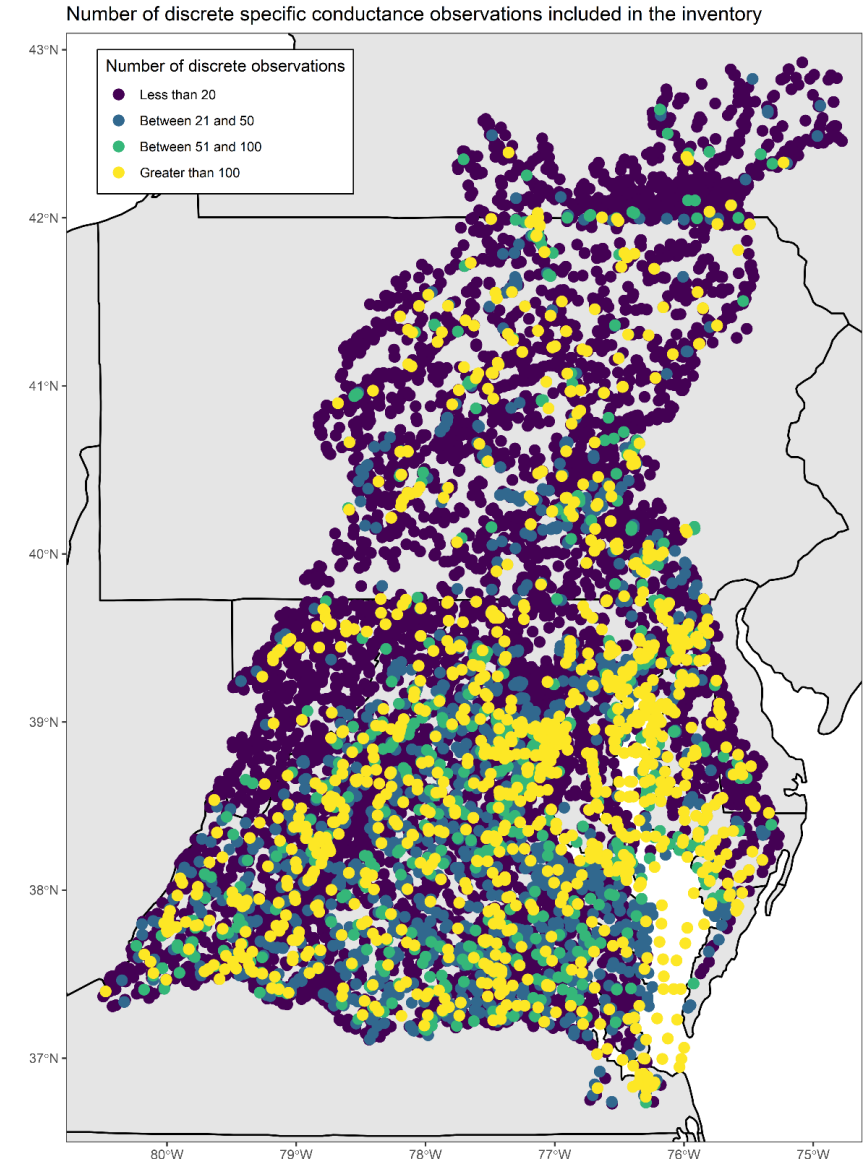 Number of discrete specific conductance observations included in the inventory
43°N
Number of discrete observations
Less than 20
Between 21 and 50
Between 51 and 100
Greater than 100
42°N
41°N
40°N
39°N
38°N
37°N
80°W 79°W 78°W 77°W 76°W 75°W